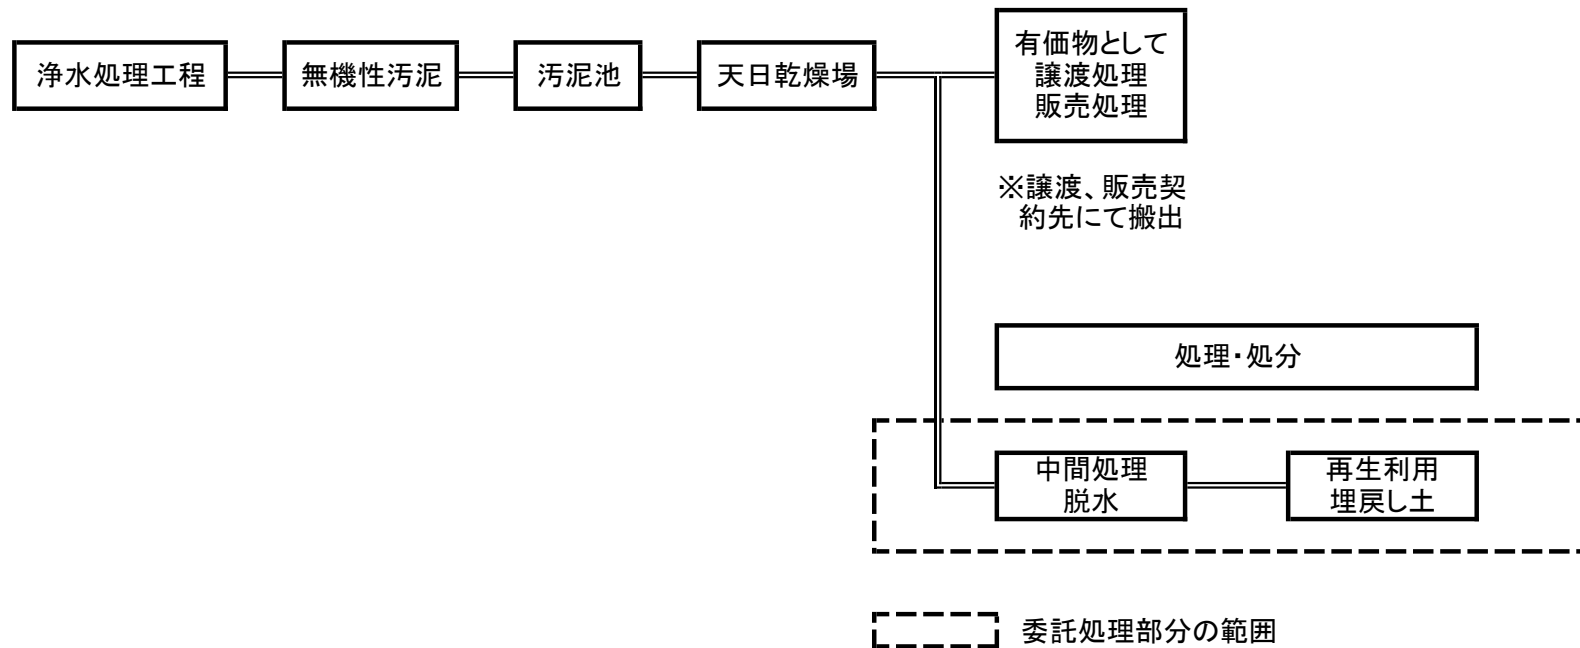 浄水処理工程
無機性汚泥
汚泥池
天日乾燥場
有価物として
譲渡処理
販売処理
※譲渡、販売契
約先にて搬出
処理・処分
中間処理
脱水
再生利用
埋戻し土
委託処理部分の範囲